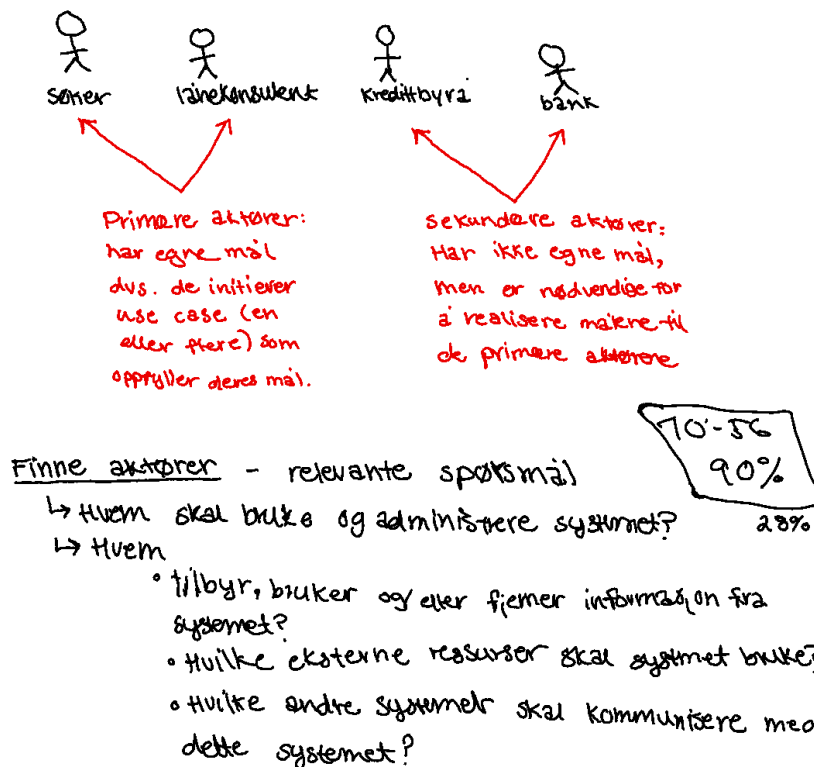 søker lånekonsulent kredittbyrå bank
Primære aktører:
har egne mål
dvs. de initierer
use case (en
eller flere) som
oppfyller deres mål.
sekundære aktører:
Har ikke egne mål,
men er nødvendige for
å realisere målene til
de primære aktørene
70-56
90%
28%
Finne aktører - relevante spørsmål
↳ Hvem skal bruke og administrere systemet?
↳ Hvem
• tilbyr, bruker og/eller fjerner informasjon fra
systemet?
• Hvilke eksterne ressurser skal systmet bruke?
• Hvilke andre systemer skal kommunisere med
dette systemet?